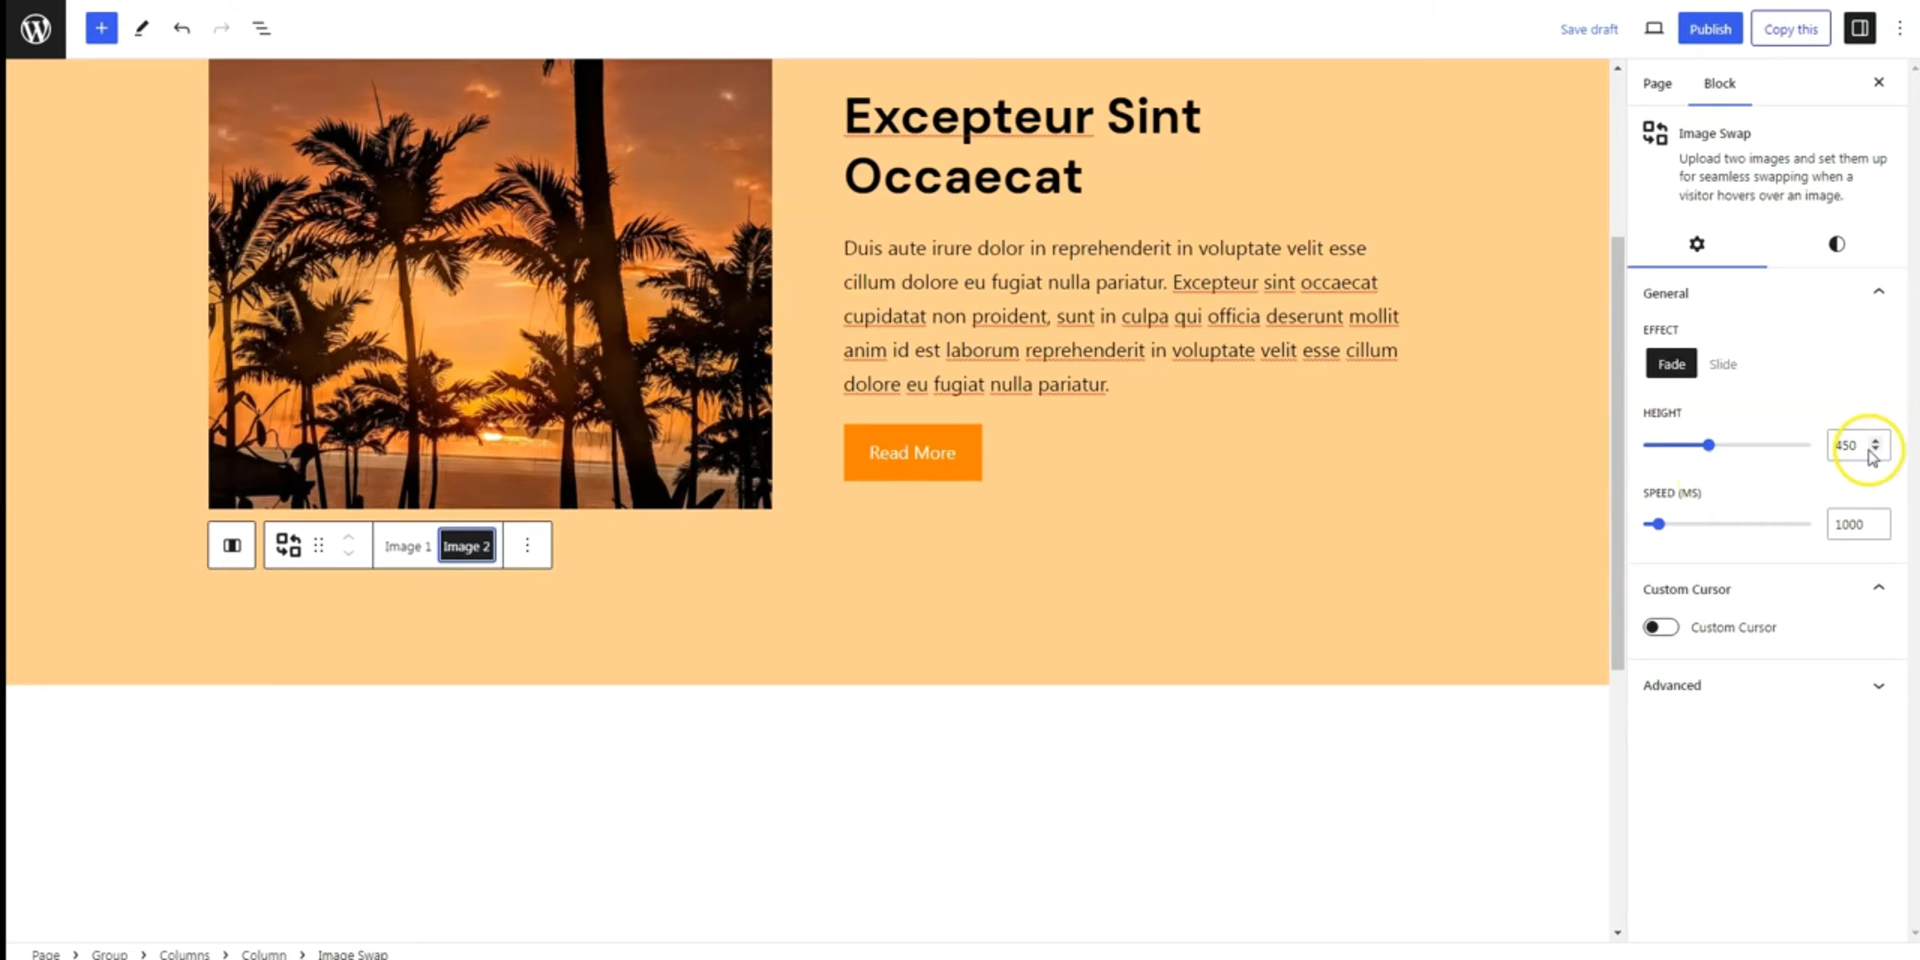 Save draft
Publish
Copy this
Excepteur Sint
Occaecat
Duis aute irure dolor in reprehenderit in voluptate velit esse
cillum dolore eu fugiat nulla pariatur. Excepteur sint occaecat
cupidatat non proident, sunt in culpa qui officia deserunt mollit
anim id est laborum reprehenderit in voluptate velit esse cillum
dolore eu fugiat nulla pariatur.
Read More
Image 1
Image 2
Page
Block
Image Swap
Upload two images and set them up
for seamless swapping when a
visitor hovers over an image.
General
EFFECT
Fade
Slide
HEIGHT
450
SPEED (MS)
1000
Custom Cursor
Custom Cursor
Advanced
Page
Group
Columns
Column
Image Swap